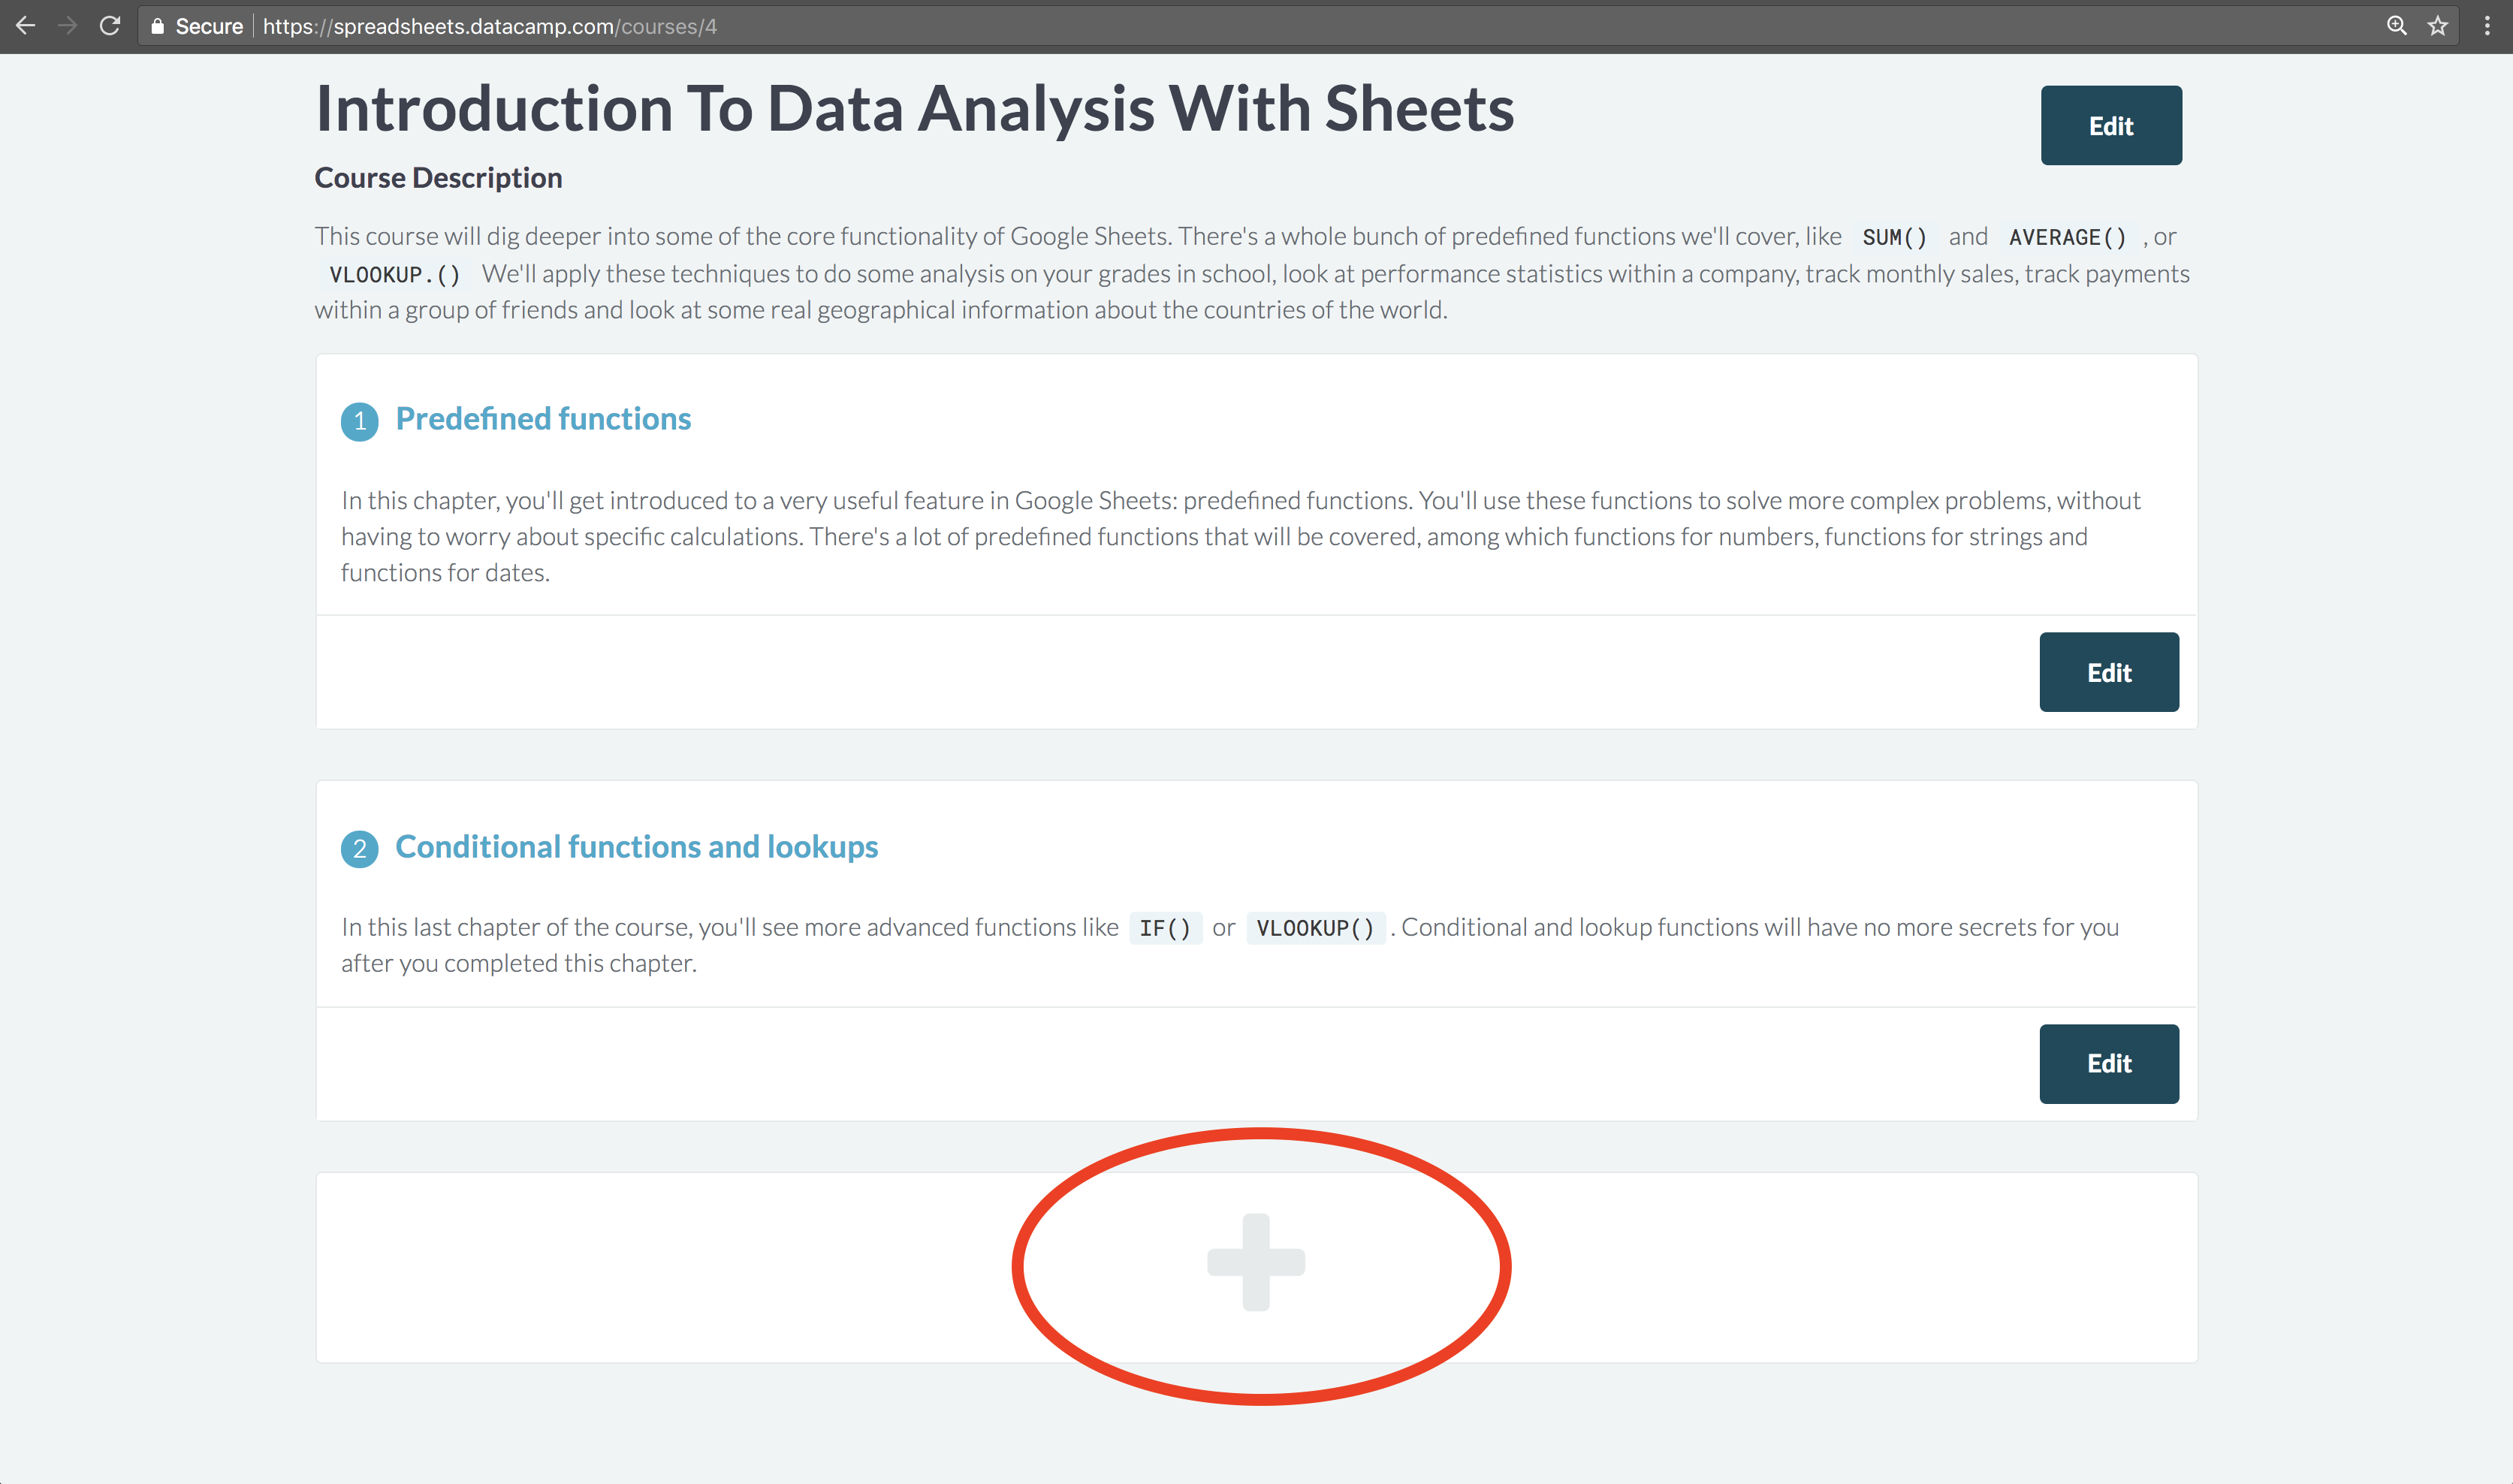 Secure https://spreadsheets.datacamp.com/courses/4
Introduction To Data Analysis With Sheets
Edit
Course Description
This course will dig deeper into some of the core functionality of Google Sheets. There's a whole bunch of predefined functions we'll cover, like SUM() and AVERAGE() , or
VLOOKUP.() We'll apply these techniques to do some analysis on your grades in school, look at performance statistics within a company, track monthly sales, track payments
within a group of friends and look at some real geographical information about the countries of the world.
1 Predefined functions
In this chapter, you'll get introduced to a very useful feature in Google Sheets: predefined functions. You'll use these functions to solve more complex problems, without
having to worry about specific calculations. There's a lot of predefined functions that will be covered, among which functions for numbers, functions for strings and
functions for dates.
Edit
2 Conditional functions and lookups
In this last chapter of the course, you'll see more advanced functions like IF() or VLOOKUP() . Conditional and lookup functions will have no more secrets for you
after you completed this chapter.
Edit